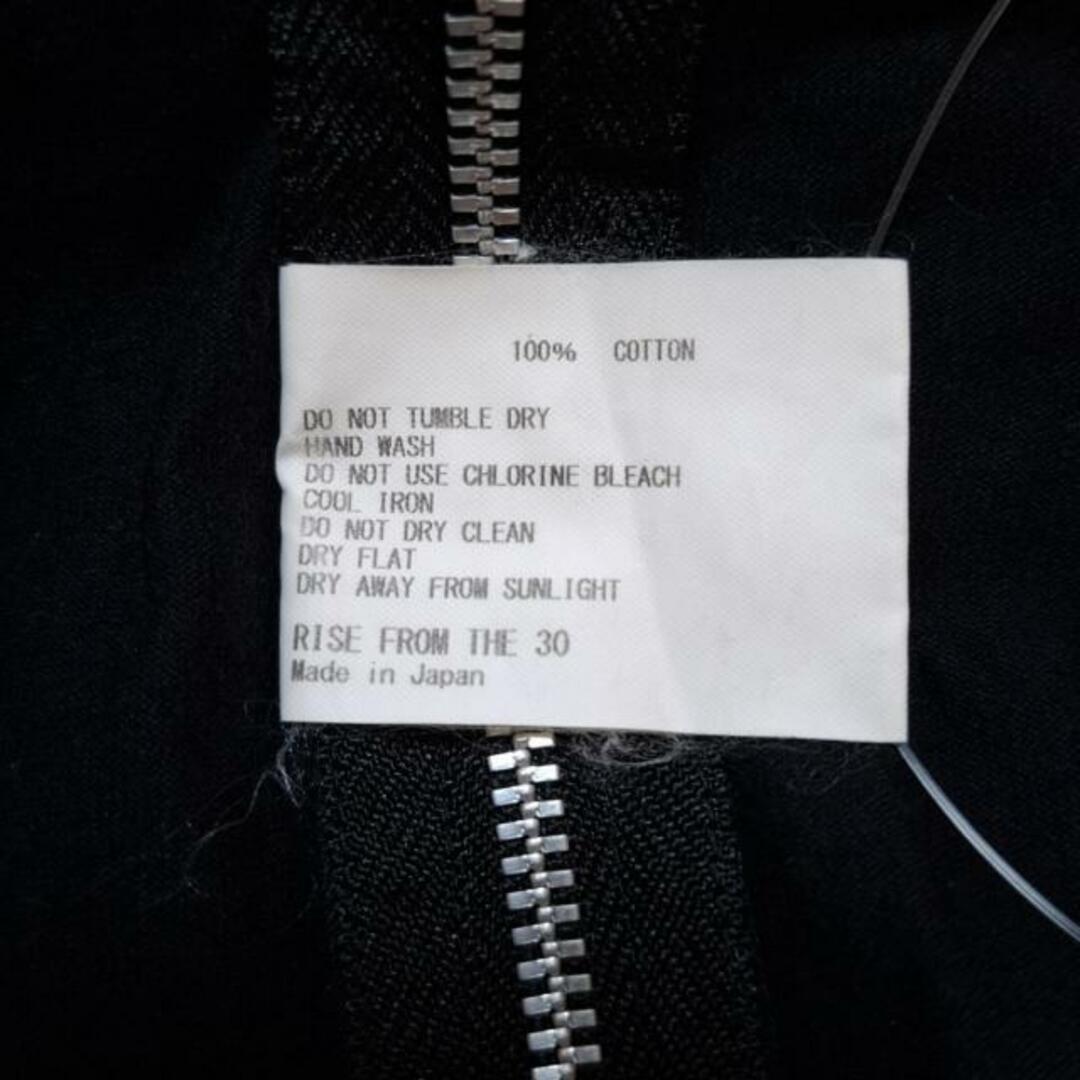 100% COTTON
DO NOT TUMBLE DRY
HAND WASH
DO NOT USE CHLORINE BLEACH
COOL IRON
DO NOT DRY CLEAN
DRY FLAT
DRY AWAY FROM SUNLIGHT
RISE FROM THE 30
Made in Japan